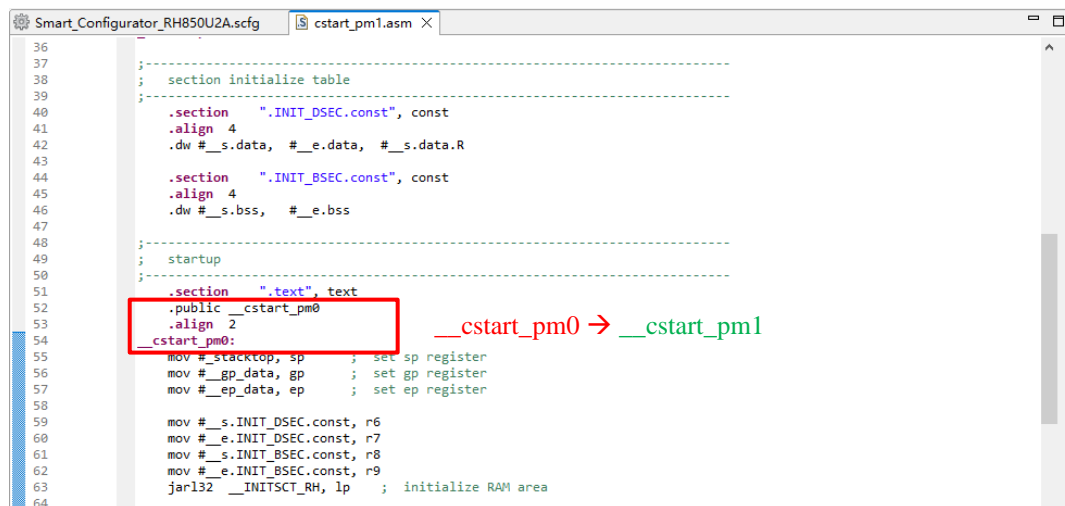 Smart_Configurator_RH850U2A.scfg cstart_pm1.asm
36
37 ;-----------------------------------------------------------------------
38 ; section initialize table
39 ;-----------------------------------------------------------------------
40 .section ".INIT_DSEC.const", const
41 .align 4
42 .dw #__s.data, #__e.data, #__s.data.R
43
44 .section ".INIT_BSEC.const", const
45 .align 4
46 .dw #__s.bss, #__e.bss
47
48 ;-----------------------------------------------------------------------
49 ; startup
50 ;-----------------------------------------------------------------------
51 .section ".text", text
52 .public __cstart_pm0
53 .align 2
__cstart_pm0 → __cstart_pm1
54 __cstart_pm0:
55 mov #_stacktop, sp ; set sp register
56 mov #__gp_data, gp ; set gp register
57 mov #__ep_data, ep ; set ep register
58
59 mov #__s.INIT_DSEC.const, r6
60 mov #__e.INIT_DSEC.const, r7
61 mov #__s.INIT_BSEC.const, r8
62 mov #__e.INIT_BSEC.const, r9
63 jarl32 __INITSCT_RH, lp ; initialize RAM area
64